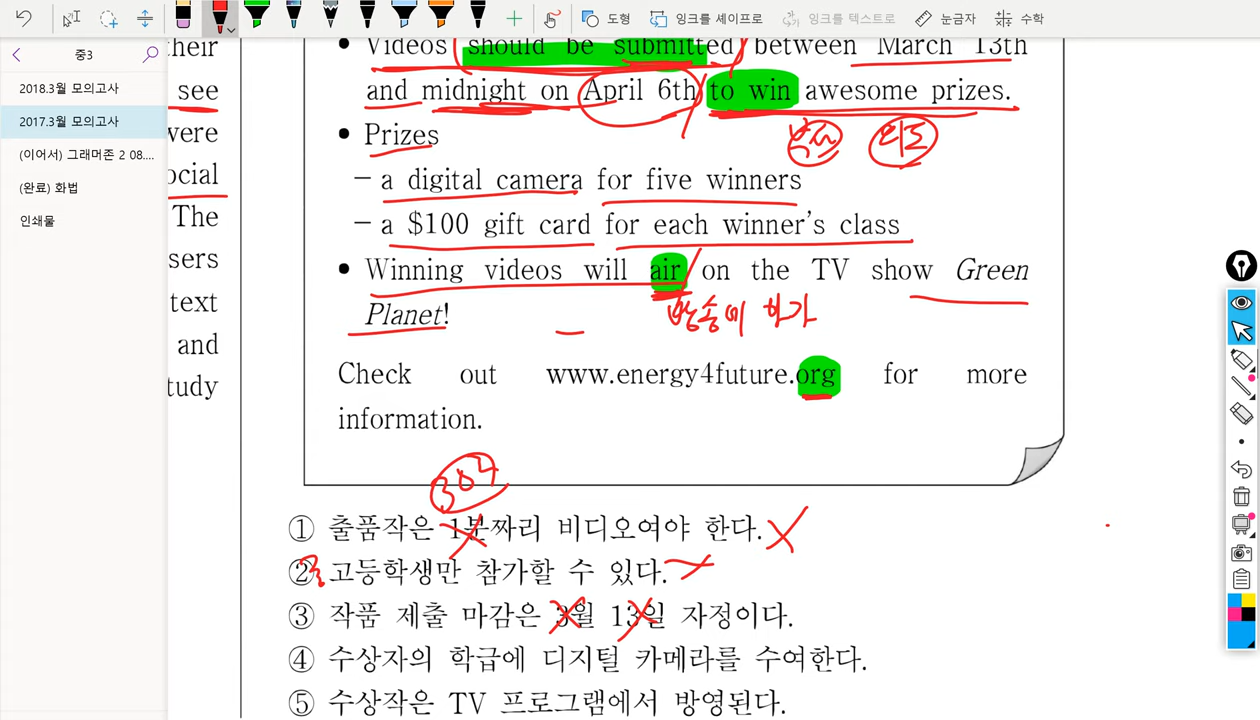 도형
잉크를 셰이프로
잉크를 텍스트로
눈금자
수학
중3
2018.3월 모의고사
2017.3월 모의고사
(이어서) 그래머존 2 08....
(완료) 화법
인쇄물
their
see
were
ocial
The
sers
text
and
tudy
• Videos should be submitted between March 13th
and midnight on April 6th to win awesome prizes.
부사 의도
• Prizes
- a digital camera for five winners
- a $100 gift card for each winner's class
• Winning videos will air on the TV show Green
Planet!
방송에 나가
Check out www.energy4future.org for more
information.
30초
① 출품작은 1분짜리 비디오여야 한다.
② 고등학생만 참가할 수 있다.
③ 작품 제출 마감은 3월 13일 자정이다.
④ 수상자의 학급에 디지털 카메라를 수여한다.
⑤ 수상작은 TV 프로그램에서 방영된다.